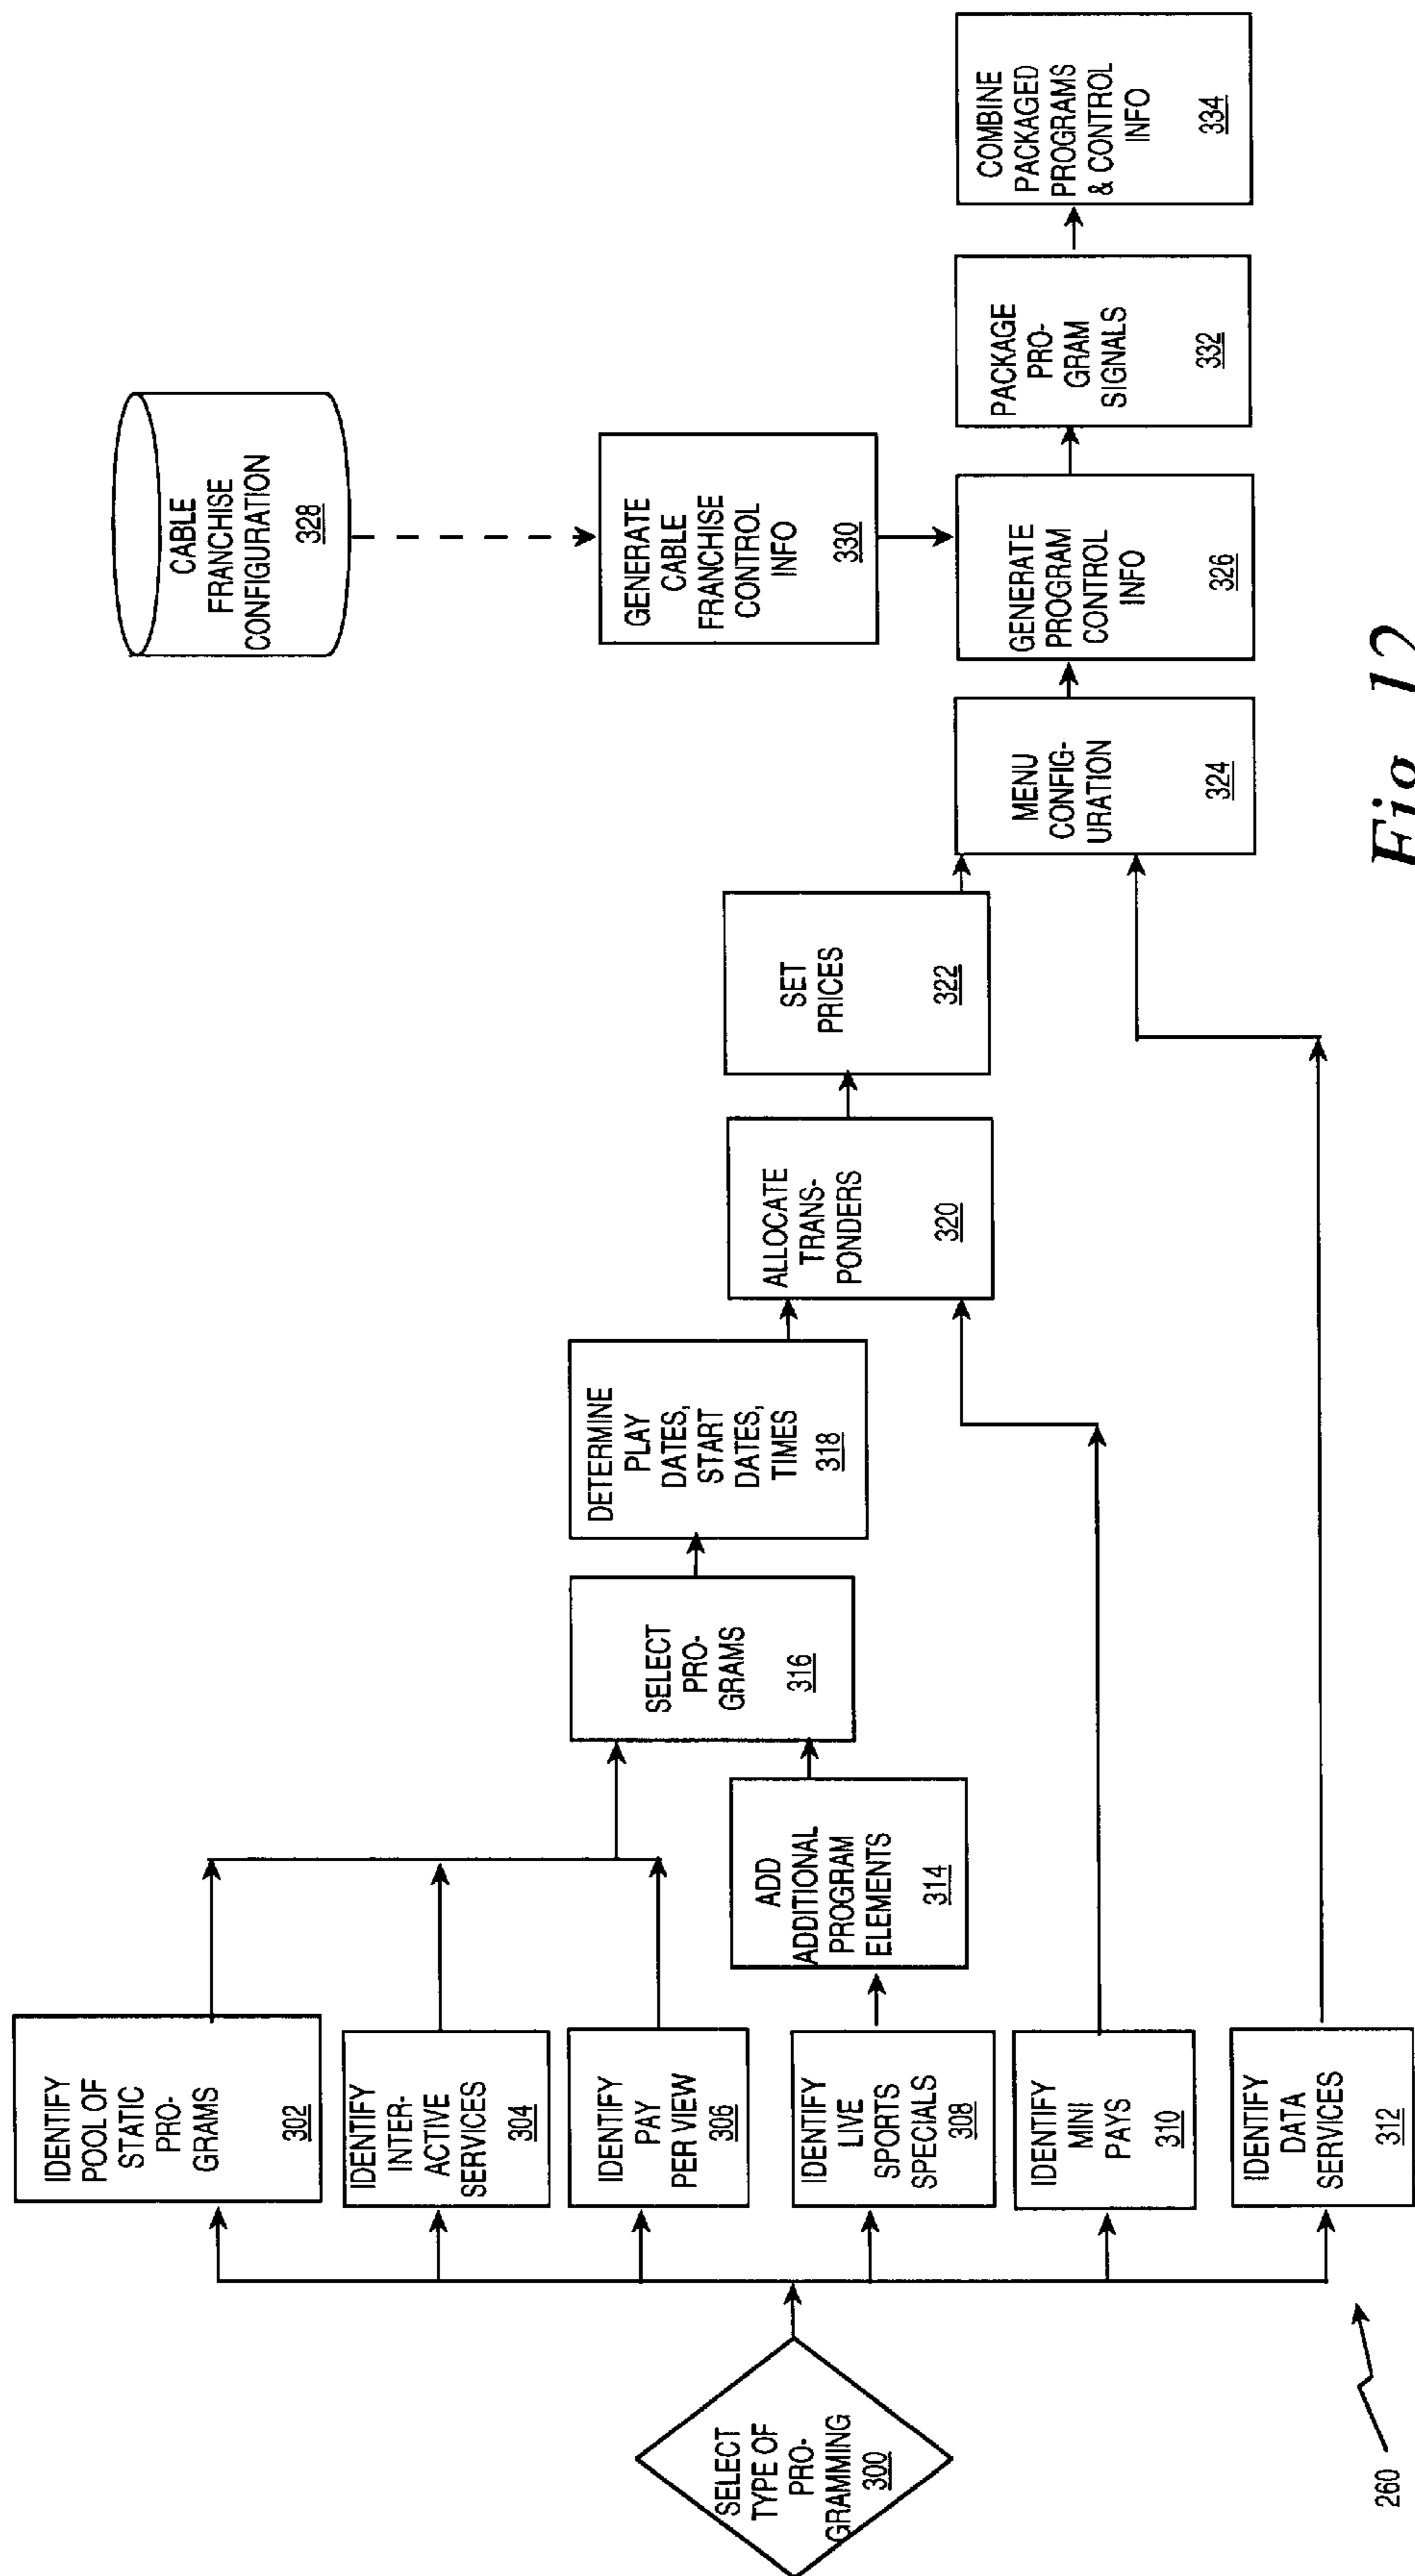 SELECT
TYPE OF
PRO-
GRAMMING
300
IDENTIFY
POOL OF
STATIC
PRO-
GRAMS
302
IDENTIFY
INTER-
ACTIVE
SERVICES
304
IDENTIFY
PAY
PER VIEW
306
IDENTIFY
LIVE
SPORTS
SPECIALS
308
IDENTIFY
MINI
PAYS
310
IDENTIFY
DATA
SERVICES
312
ADD
ADDITIONAL
PROGRAM
ELEMENTS
314
SELECT
PRO-
GRAMS
316
DETERMINE
PLAY
DATES,
START
DATES,
TIMES
318
ALLOCATE
TRANS-
PONDERS
320
SET
PRICES
322
MENU
CONFIG-
URATION
324
CABLE
FRANCHISE
CONFIGURATION
328
GENERATE
CABLE
FRANCHISE
CONTROL
INFO
330
GENERATE
PROGRAM
CONTROL
INFO
326
PACKAGE
PRO-
GRAM
SIGNALS
332
COMBINE
PACKAGED
PROGRAMS
& CONTROL
INFO
334
260
Fig. 12